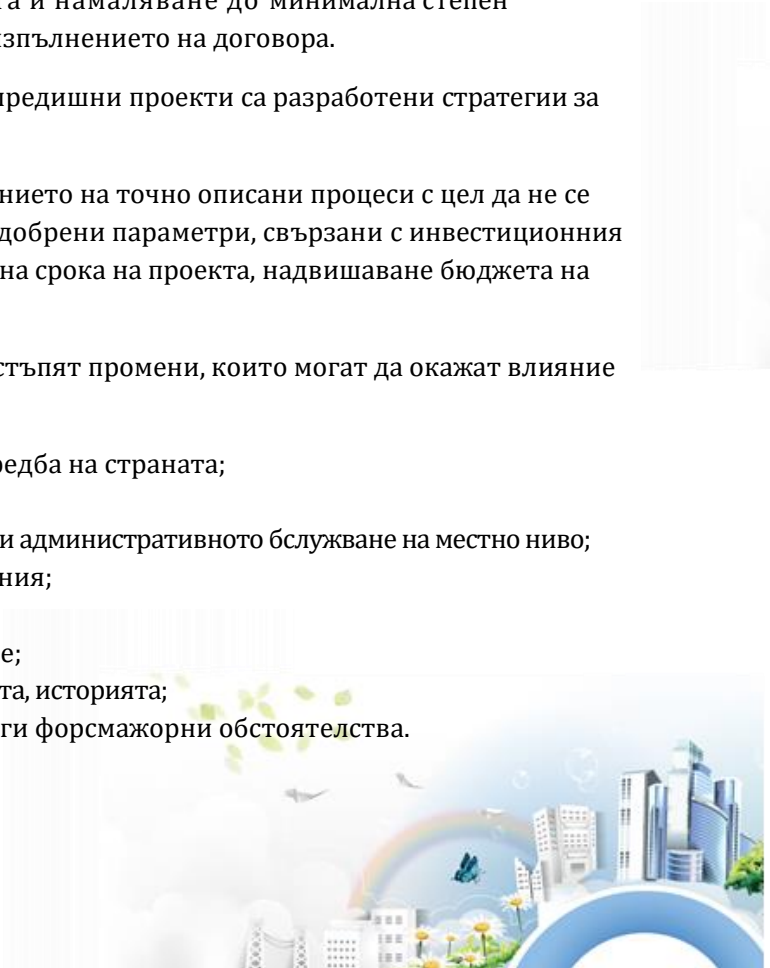 и намаляване до минимална степен
изпълнението на договора.
предишни проекти са разработени стратегии за
нието на точно описани процеси с цел да не се
добрени параметри, свързани с инвестиционния
на срока на проекта, надвишаване бюджета на
стъпят промени, които могат да окажат влияние
редба на страната;
и административното бслужване на местно ниво;
ния;
е;
та, историята;
ги форсмажорни обстоятелства.